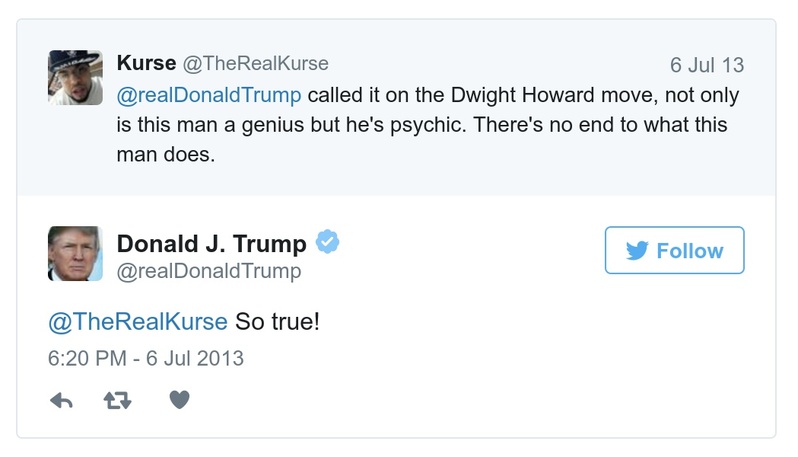 Kurse @TheRealKurse
6 Jul 13
@realDonaldTrump called it on the Dwight Howard move, not only
is this man a genius but he's psychic. There's no end to what this
man does.
Donald J. Trump
@realDonaldTrump
Follow
@TheRealKurse So true!
6:20 PM - 6 Jul 2013